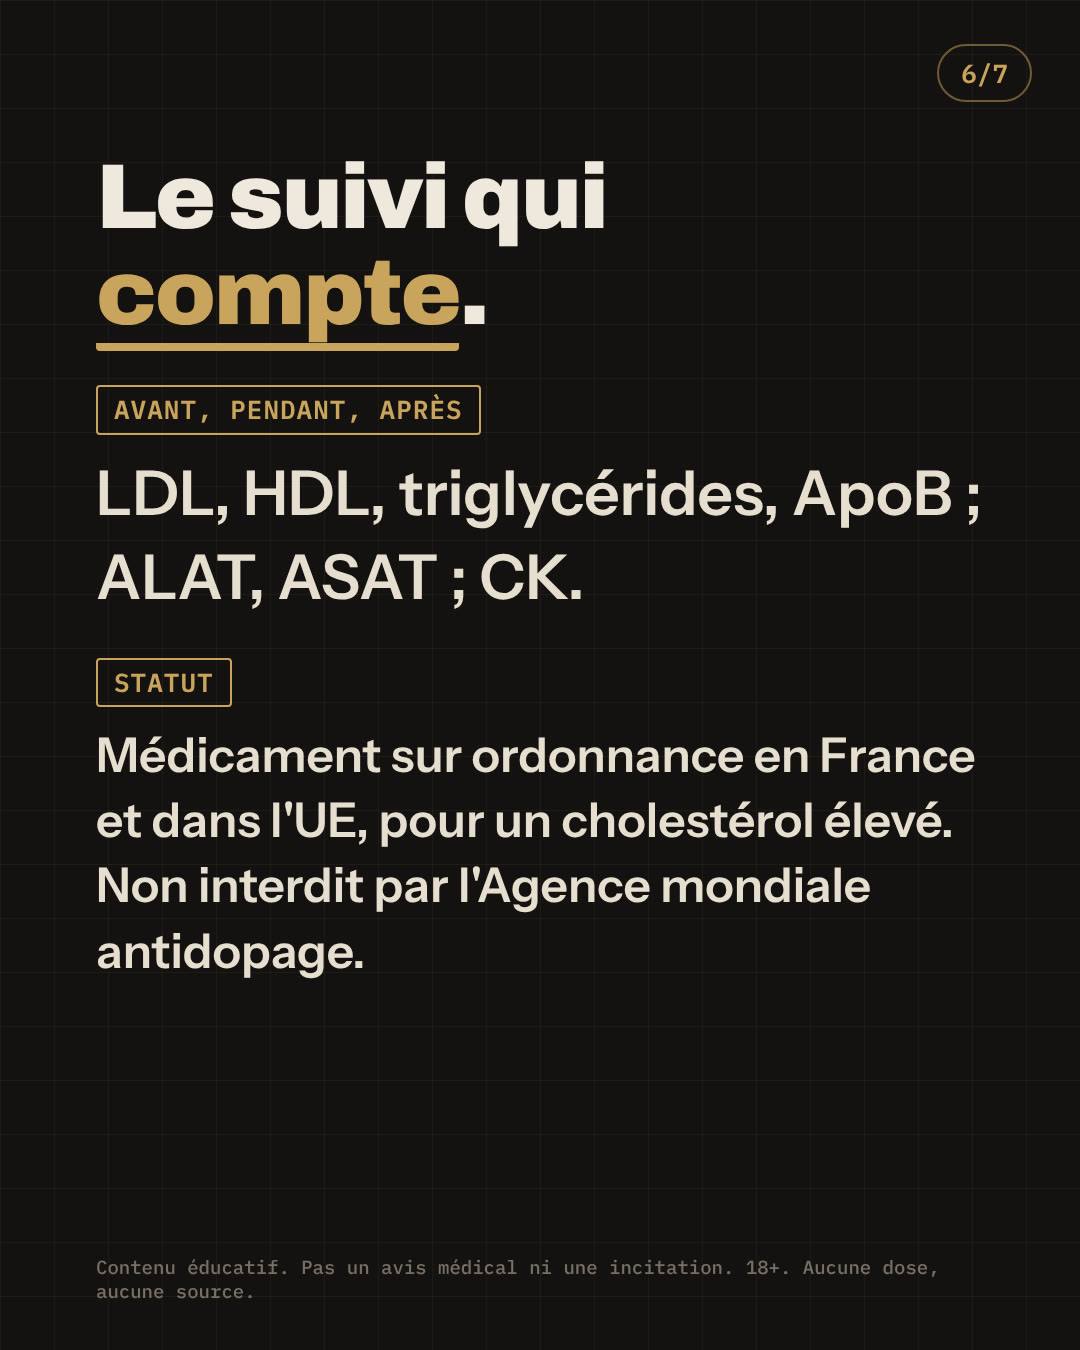 6/7
Le suivi qui
compte.
AVANT, PENDANT, APRÈS
LDL, HDL, triglycérides, ApoB ;
ALAT, ASAT ; CK.
STATUT
Médicament sur ordonnance en France
et dans l'UE, pour un cholestérol élevé.
Non interdit par l'Agence mondiale
antidopage.
Contenu éducatif. Pas un avis médical ni une incitation. 18+. Aucune dose,
aucune source.